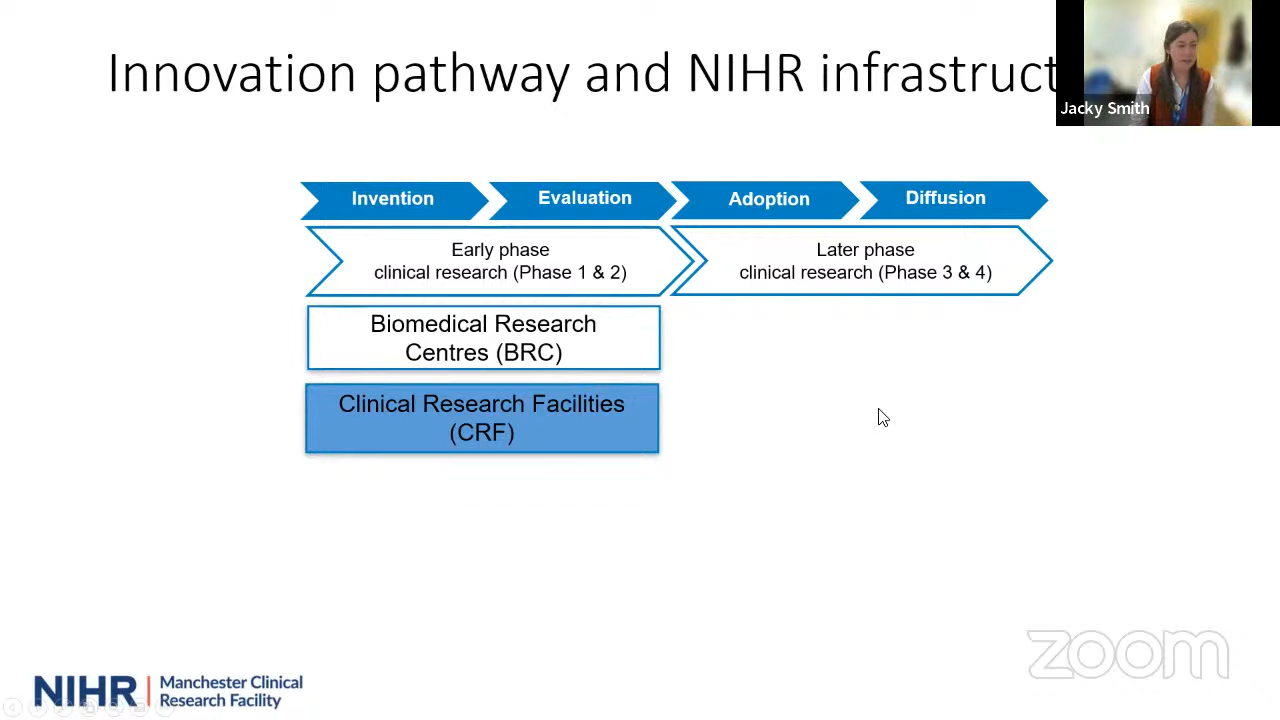 Innovation pathway and NIHR infrastruct
Jacky Smith
Invention
Evaluation
Adoption
Diffusion
Early phase
clinical research (Phase 1 & 2)
Later phase
clinical research (Phase 3 & 4)
Biomedical Research
Centres (BRC)
Clinical Research Facilities
(CRF)
zoom
NIHR
Manchester Clinical
Research Facility